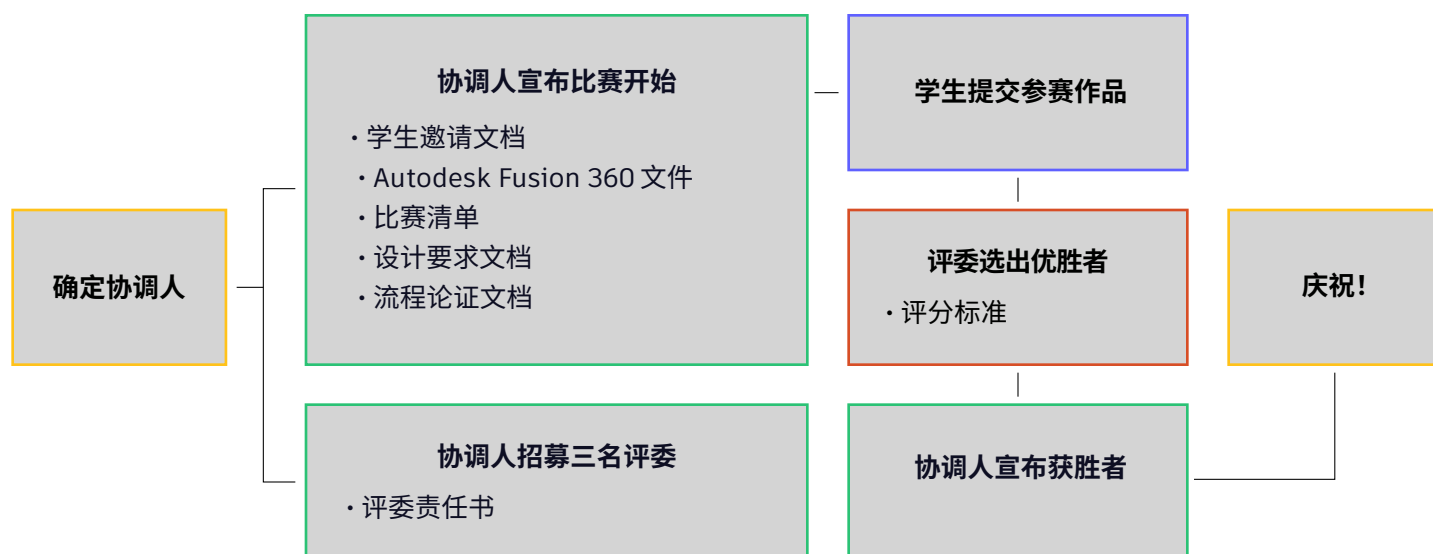 确定协调人
协调人宣布比赛开始
· 学生邀请文档
· Autodesk Fusion 360 文件
· 比赛清单
· 设计要求文档
· 流程论证文档
协调人招募三名评委
· 评委责任书
学生提交参赛作品
评委选出优胜者
· 评分标准
协调人宣布获胜者
庆祝！